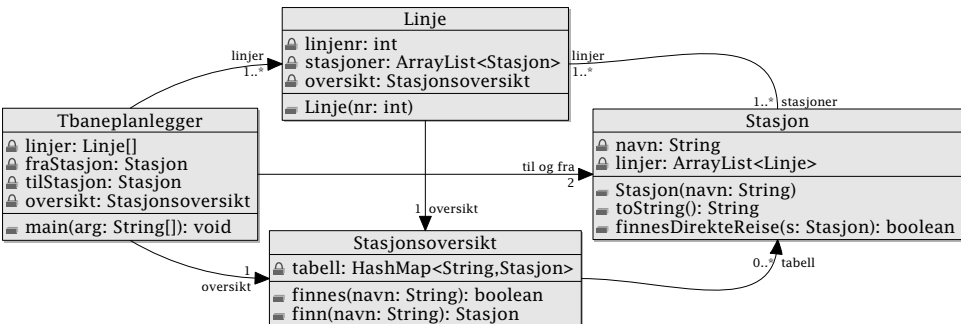 Linje
linjenr: int
stasjoner: ArrayList<Stasjon>
oversikt: Stasjonsoversikt
Linje(nr: int)
linjer
1..*
linjer
1..*
1..* stasjoner
Tbaneplanlegger
linjer: Linje[]
fraStasjon: Stasjon
tilStasjon: Stasjon
oversikt: Stasjonsoversikt
main(arg: String[]): void
til og fra
2
Stasjon
navn: String
linjer: ArrayList<Linje>
Stasjon(navn: String)
toString(): String
finnesDirekteReise(s: Stasjon): boolean
1 oversikt
1
oversikt
Stasjonsoversikt
tabell: HashMap<String,Stasjon>
finnes(navn: String): boolean
finn(navn: String): Stasjon
0..* tabell